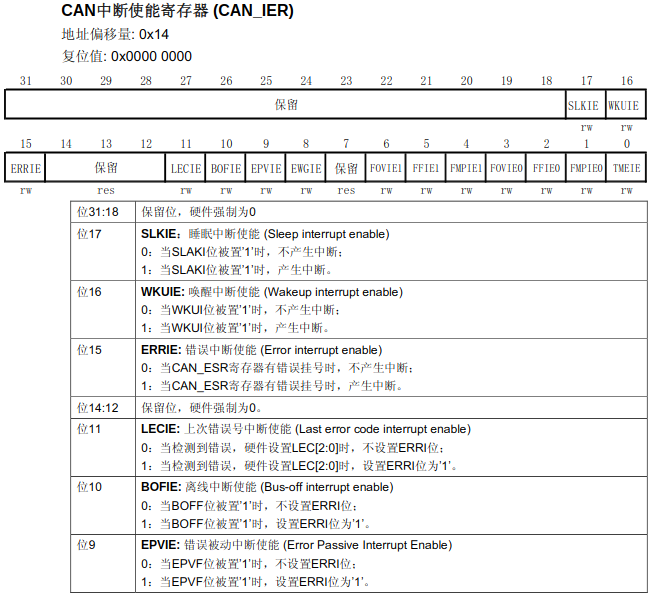 CAN中断使能寄存器 (CAN_IER)
地址偏移量: 0x14
复位值: 0x0000 0000
31 30 29 28 27 26 25 24 23 22 21 20 19 18 17 16
保留 SLKIE WKUIE
rw rw
15 14 13 12 11 10 9 8 7 6 5 4 3 2 1 0
ERRIE 保留 LECIE BOFIE EPVIE EWGIE 保留 FOVIE1 FFIE1 FMPIE1 FOVIE0 FFIE0 FMPIE0 TMEIE
rw res rw rw rw rw res rw rw rw rw rw rw rw
位31:18 保留位，硬件强制为0
位17 SLKIE: 睡眠中断使能 (Sleep interrupt enable)
0：当SLAKI位被置'1'时，不产生中断；
1：当SLAKI位被置'1'时，产生中断。
位16 WKUIE: 唤醒中断使能 (Wakeup interrupt enable)
0：当WKUI位被置'1'时，不产生中断；
1：当WKUI位被置'1'时，产生中断。
位15 ERRIE: 错误中断使能 (Error interrupt enable)
0：当CAN_ESR寄存器有错误挂号时，不产生中断；
1：当CAN_ESR寄存器有错误挂号时，产生中断。
位14:12 保留位，硬件强制为0。
位11 LECIE: 上次错误号中断使能 (Last error code interrupt enable)
0：当检测到错误，硬件设置LEC[2:0]时，不设置ERRI位；
1：当检测到错误，硬件设置LEC[2:0]时，设置ERRI位为'1'。
位10 BOFIE: 离线中断使能 (Bus-off interrupt enable)
0：当BOFF位被置'1'时，不设置ERRI位；
1：当BOFF位被置'1'时，设置ERRI位为'1'。
位9 EPVIE: 错误被动中断使能 (Error Passive Interrupt Enable)
0：当EPVF位被置'1'时，不设置ERRI位；
1：当EPVF位被置'1'时，设置ERRI位为'1'。